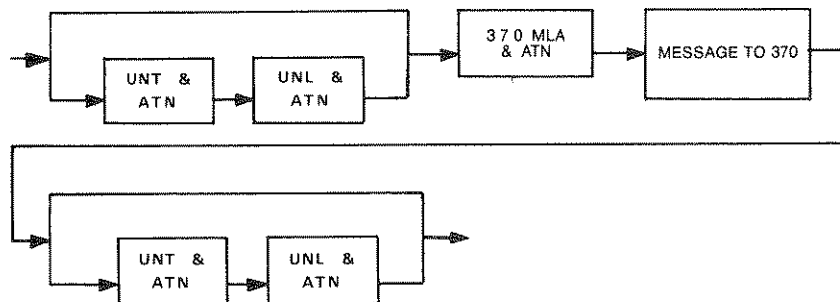 370 MLA
& ATN
MESSAGE TO 370
UNT &
ATN
UNL &
ATN
UNT &
ATN
UNL &
ATN